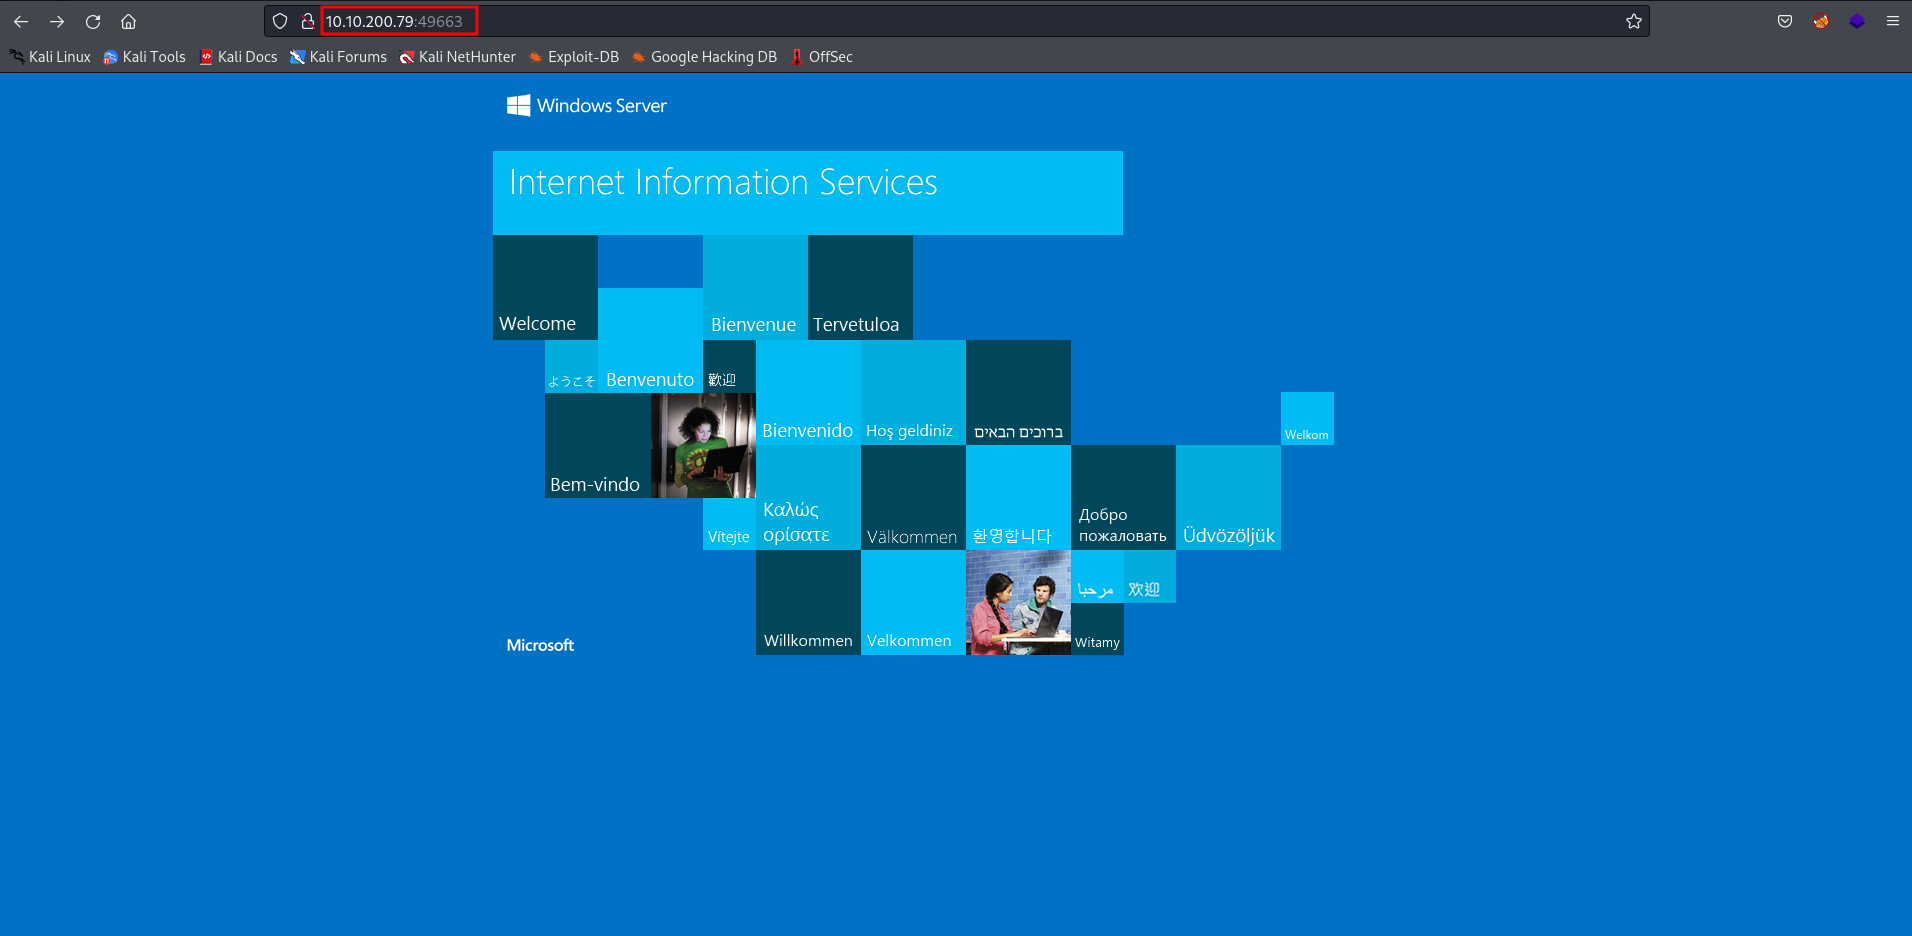 10.10.200.79:49663
Kali Linux Kali Tools Kali Docs Kali Forums Kali NetHunter Exploit-DB Google Hacking DB OffSec
Windows Server
Internet Information Services
Welcome
Bienvenue
Tervetuloa
ようこそ
Benvenuto
歡迎
Bienvenido
Hoş geldiniz
ברוכים הבאים
Welkom
Bem-vindo
Vítejte
Καλώς
ορίσατε
Välkommen
환영합니다
Добро
пожаловать
Üdvözöljük
Microsoft
Willkommen
Velkommen
مرحبا
欢迎
Witamy